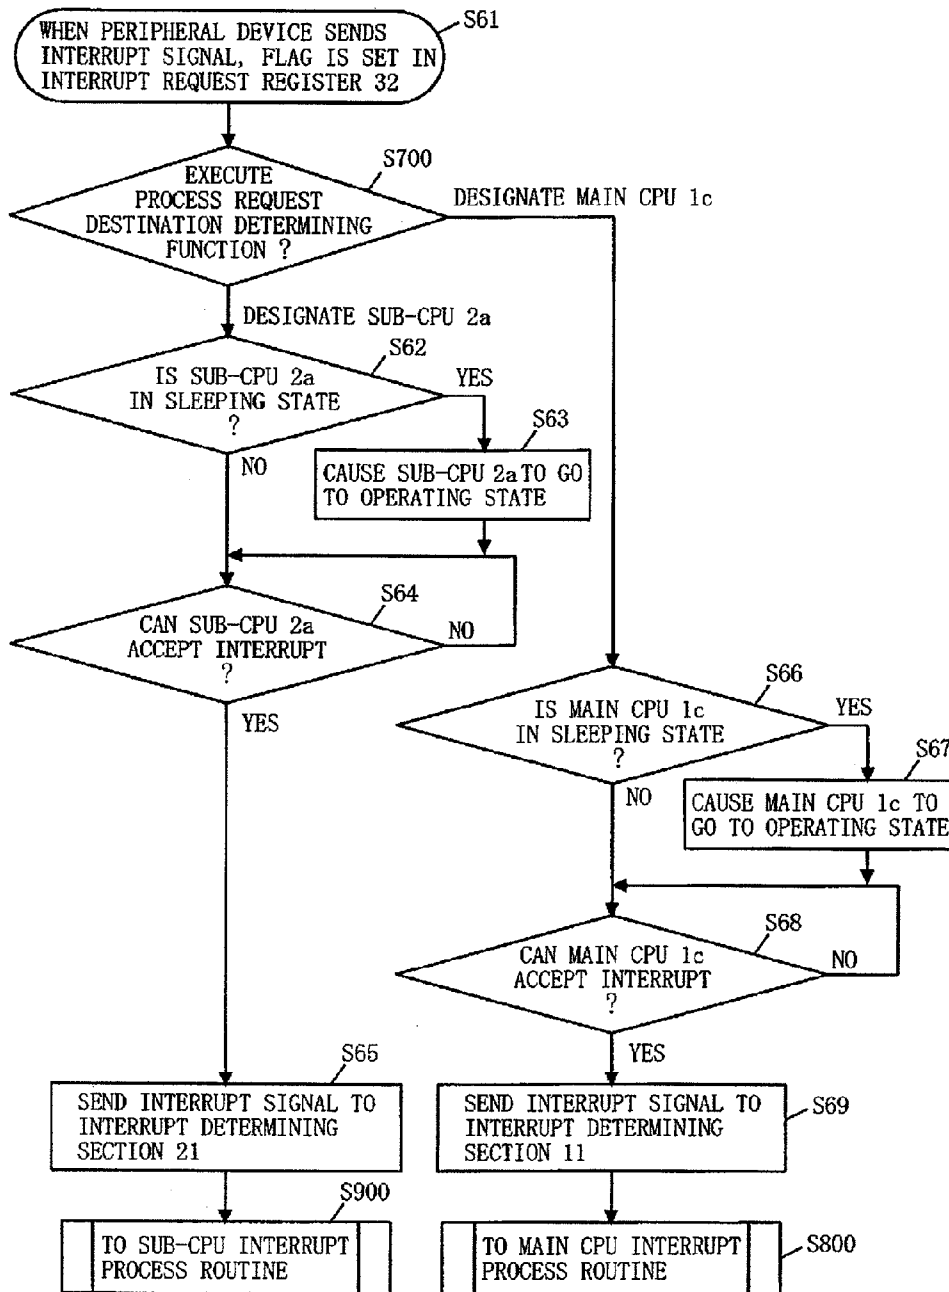 S61
WHEN PERIPHERAL DEVICE SENDS
INTERRUPT SIGNAL, FLAG IS SET IN
INTERRUPT REQUEST REGISTER 32
S700
EXECUTE
PROCESS REQUEST
DESTINATION DETERMINING
FUNCTION ?
DESIGNATE MAIN CPU 1c
DESIGNATE SUB-CPU 2a
S62
IS SUB-CPU 2a
IN SLEEPING STATE
?
YES
NO
S63
CAUSE SUB-CPU 2a TO GO
TO OPERATING STATE
S64
CAN SUB-CPU 2a
ACCEPT INTERRUPT
?
NO
YES
S66
IS MAIN CPU 1c
IN SLEEPING STATE
?
YES
NO
S67
CAUSE MAIN CPU 1c TO
GO TO OPERATING STATE
S68
CAN MAIN CPU 1c
ACCEPT INTERRUPT
?
NO
YES
S65
SEND INTERRUPT SIGNAL TO
INTERRUPT DETERMINING
SECTION 21
S69
SEND INTERRUPT SIGNAL TO
INTERRUPT DETERMINING
SECTION 11
S900
TO SUB-CPU INTERRUPT
PROCESS ROUTINE
S800
TO MAIN CPU INTERRUPT
PROCESS ROUTINE